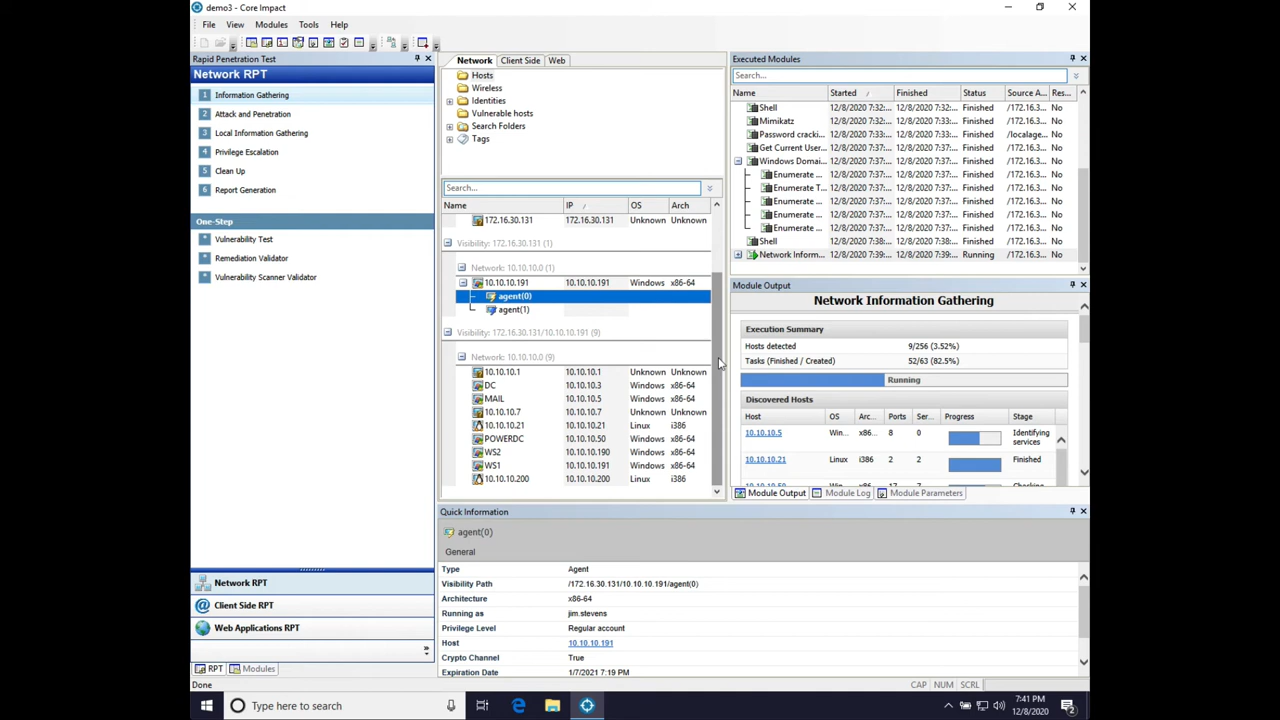 demo3 - Core Impact
File View Modules Tools Help
Rapid Penetration Test
Network RPT
1 Information Gathering
2 Attack and Penetration
3 Local Information Gathering
4 Privilege Escalation
5 Clean Up
6 Report Generation
One-Step
* Vulnerability Test
* Remediation Validator
* Vulnerability Scanner Validator
Network RPT
Client Side RPT
Web Applications RPT
»
RPT Modules
Done
Network Client Side Web
Hosts
Wireless
Identities
Vulnerable hosts
Search Folders
Tags
Search...
Name IP OS Arch
172.16.30.131 172.16.30.131 Unknown Unknown
Visibility: 172.16.30.131 (1)
Network: 10.10.10.0 (1)
10.10.10.191 10.10.10.191 Windows x86-64
agent(0)
agent(1)
Visibility: 172.16.30.131/10.10.10.191 (9)
Network: 10.10.10.0 (9)
10.10.10.1 10.10.10.1 Unknown Unknown
DC 10.10.10.3 Windows x86-64
MAIL 10.10.10.5 Windows x86-64
10.10.10.7 10.10.10.7 Unknown Unknown
10.10.10.21 10.10.10.21 Linux i386
POWERDC 10.10.10.50 Windows x86-64
WS2 10.10.10.190 Windows x86-64
WS1 10.10.10.191 Windows x86-64
10.10.10.200 10.10.10.200 Linux i386
Executed Modules
Search...
Name Started Finished Status Source A... Res...
Shell 12/8/2020 7:32:... 12/8/2020 7:32:... Finished /172.16.3... No
Mimikatz 12/8/2020 7:32:... 12/8/2020 7:33:... Finished /172.16.3... No
Password cracki... 12/8/2020 7:33:... 12/8/2020 7:33:... Finished /localage... No
Get Current User... 12/8/2020 7:37:... 12/8/2020 7:37:... Finished /172.16.3... No
Windows Domai... 12/8/2020 7:37:... 12/8/2020 7:37:... Finished /172.16.3... No
Enumerate ... 12/8/2020 7:37:... 12/8/2020 7:37:... Finished /172.16.3... No
Enumerate T... 12/8/2020 7:37:... 12/8/2020 7:37:... Finished /172.16.3... No
Enumerate ... 12/8/2020 7:37:... 12/8/2020 7:37:... Finished /172.16.3... No
Enumerate ... 12/8/2020 7:37:... 12/8/2020 7:37:... Finished /172.16.3... No
Enumerate ... 12/8/2020 7:37:... 12/8/2020 7:37:... Finished /172.16.3... No
Shell 12/8/2020 7:38:... 12/8/2020 7:38:... Finished /172.16.3... No
Network Inform... 12/8/2020 7:39:... Running /172.16.3... No
Module Output
Network Information Gathering
Execution Summary
Hosts detected 9/256 (3.52%)
Tasks (Finished / Created) 52/63 (82.5%)
Running
Discovered Hosts
Host OS Arc... Ports Ser... Progress Stage
10.10.10.5 Win... x86... 8 0 Identifying services
10.10.10.21 Linux i386 2 2 Finished
Module Output Module Log Module Parameters
Quick Information
agent(0)
General
Type Agent
Visibility Path /172.16.30.131/10.10.10.191/agent(0)
Architecture x86-64
Running as jim.stevens
Privilege Level Regular account
Host 10.10.10.191
Crypto Channel True
Expiration Date 1/7/2021 7:19 PM
CAP NUM SCRL
Type here to search
7:41 PM
12/8/2020
2